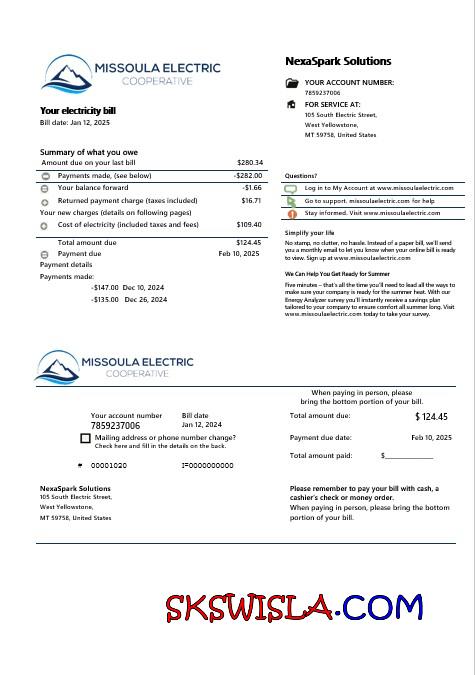 MISSOULA ELECTRIC
COOPERATIVE
NexaSpark Solutions
YOUR ACCOUNT NUMBER:
7859237006
FOR SERVICE AT:
105 South Electric Street,
West Yellowstone,
MT 59758, United States
Your electricity bill
Bill date: Jan 12, 2025
Summary of what you owe
Amount due on your last bill $280.34
Payments made, (see below) -$282.00
Your balance forward -$1.66
Returned payment charge (taxes included) $16.71
Your new charges (details on following pages)
Cost of electricity (included taxes and fees) $109.40
Total amount due $124.45
Payment due Feb 10, 2025
Payment details
Payments made:
-$147.00 Dec 10, 2024
-$135.00 Dec 26, 2024
Questions?
Log in to My Account at www.missoulaelectric.com
Go to support. missoulaelectric.com for help
Stay informed. Visit www.missoulaelectric.com
Simplify your life
No stamp, no clutter, no hassle. Instead of a paper bill, we'll send
you a monthly email to let you know when your online bill is ready
to view. Sign up at www.missoulaelectric.com
We Can Help You Get Ready for Summer
Five minutes – that's all the time you'll need to lead all the ways to
make sure your company is ready for the summer heat. With our
Energy Analyzer survey you'll instantly receive a savings plan
tailored to your company to ensure comfort all summer long. Visit
www.missoulaelectric.com today to take your survey.
MISSOULA ELECTRIC
COOPERATIVE
When paying in person, please
bring the bottom portion of your bill.
Your account number Bill date
7859237006 Jan 12, 2024
Mailing address or phone number change?
Check here and fill in the details on the back.
# 00001020 I=0000000000
Total amount due: $ 124.45
Payment due date: Feb 10, 2025
Total amount paid: $______________
NexaSpark Solutions
105 South Electric Street,
West Yellowstone,
MT 59758, United States
Please remember to pay your bill with cash, a
cashier's check or money order.
When paying in person, please bring the bottom
portion of your bill.
SKSWISLA.COM